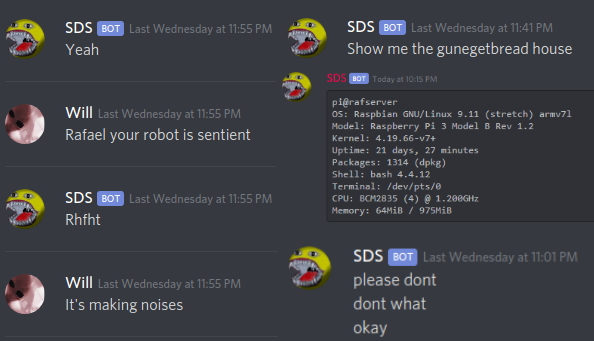 SDS BOT Last Wednesday at 11:55 PM
Yeah
Will Last Wednesday at 11:55 PM
Rafael your robot is sentient
SDS BOT Last Wednesday at 11:55 PM
Rhfht
Will Last Wednesday at 11:55 PM
It's making noises
SDS BOT Last Wednesday at 11:41 PM
Show me the gunegetbread house
SDS BOT Today at 10:15 PM
pi@rafserver
OS: Raspbian GNU/Linux 9.11 (stretch) armv7l
Model: Raspberry Pi 3 Model B Rev 1.2
Kernel: 4.19.66-v7+
Uptime: 21 days, 27 minutes
Packages: 1314 (dpkg)
Shell: bash 4.4.12
Terminal: /dev/pts/0
CPU: BCM2835 (4) @ 1.200GHz
Memory: 64MiB / 975MiB
SDS BOT Last Wednesday at 11:01 PM
please dont
dont what
okay